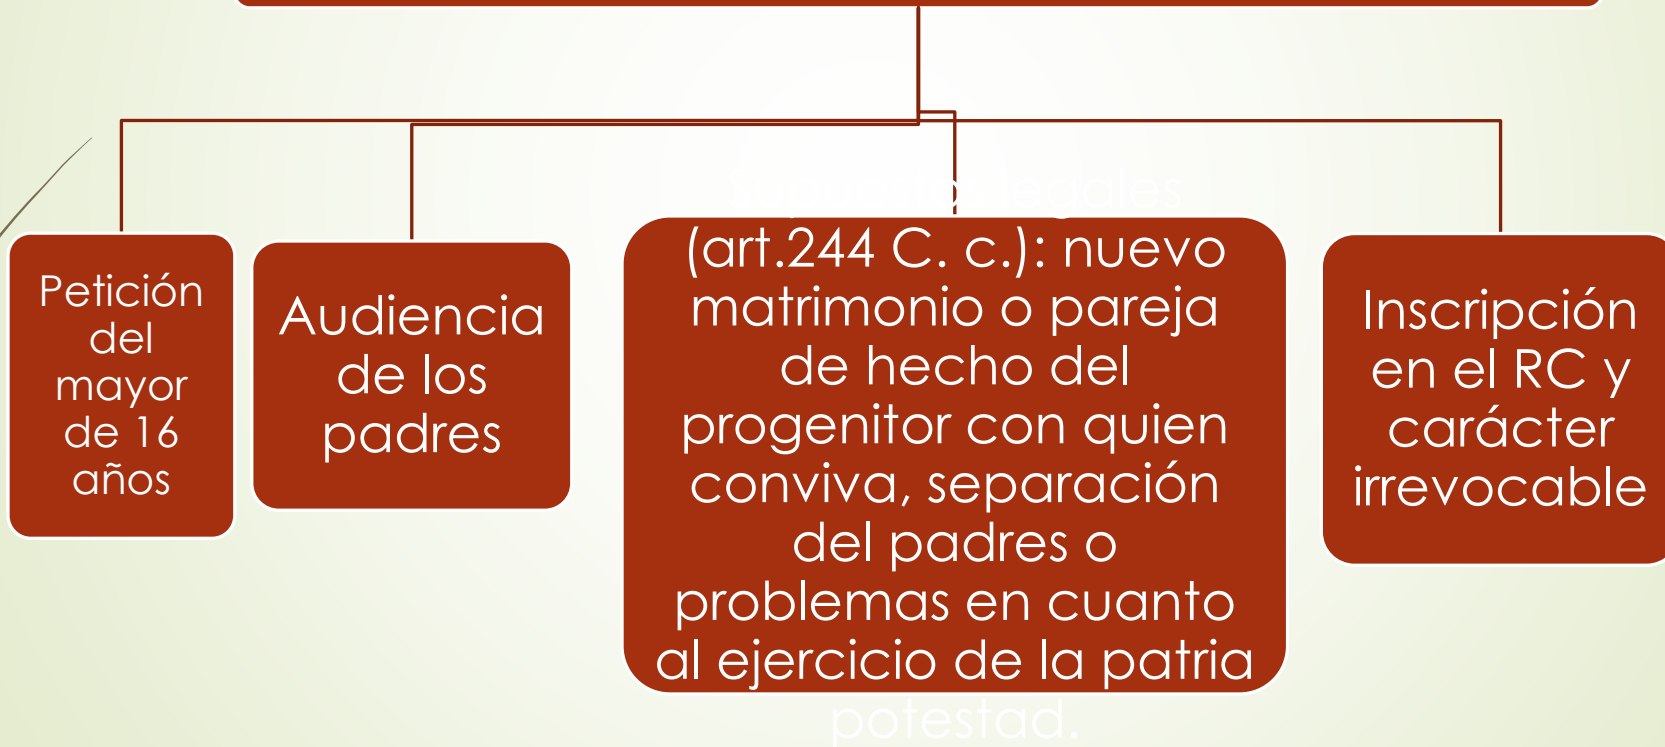 Petición
del
mayor
de 16
años
Audiencia
de los
padres
legales
(art.244 C. c.): nuevo
matrimonio o pareja
de hecho del
progenitor con quien
conviva, separación
del padres o
problemas en cuanto
al ejercicio de la patria
potestad.
Inscripción
en el RC y
carácter
irrevocable